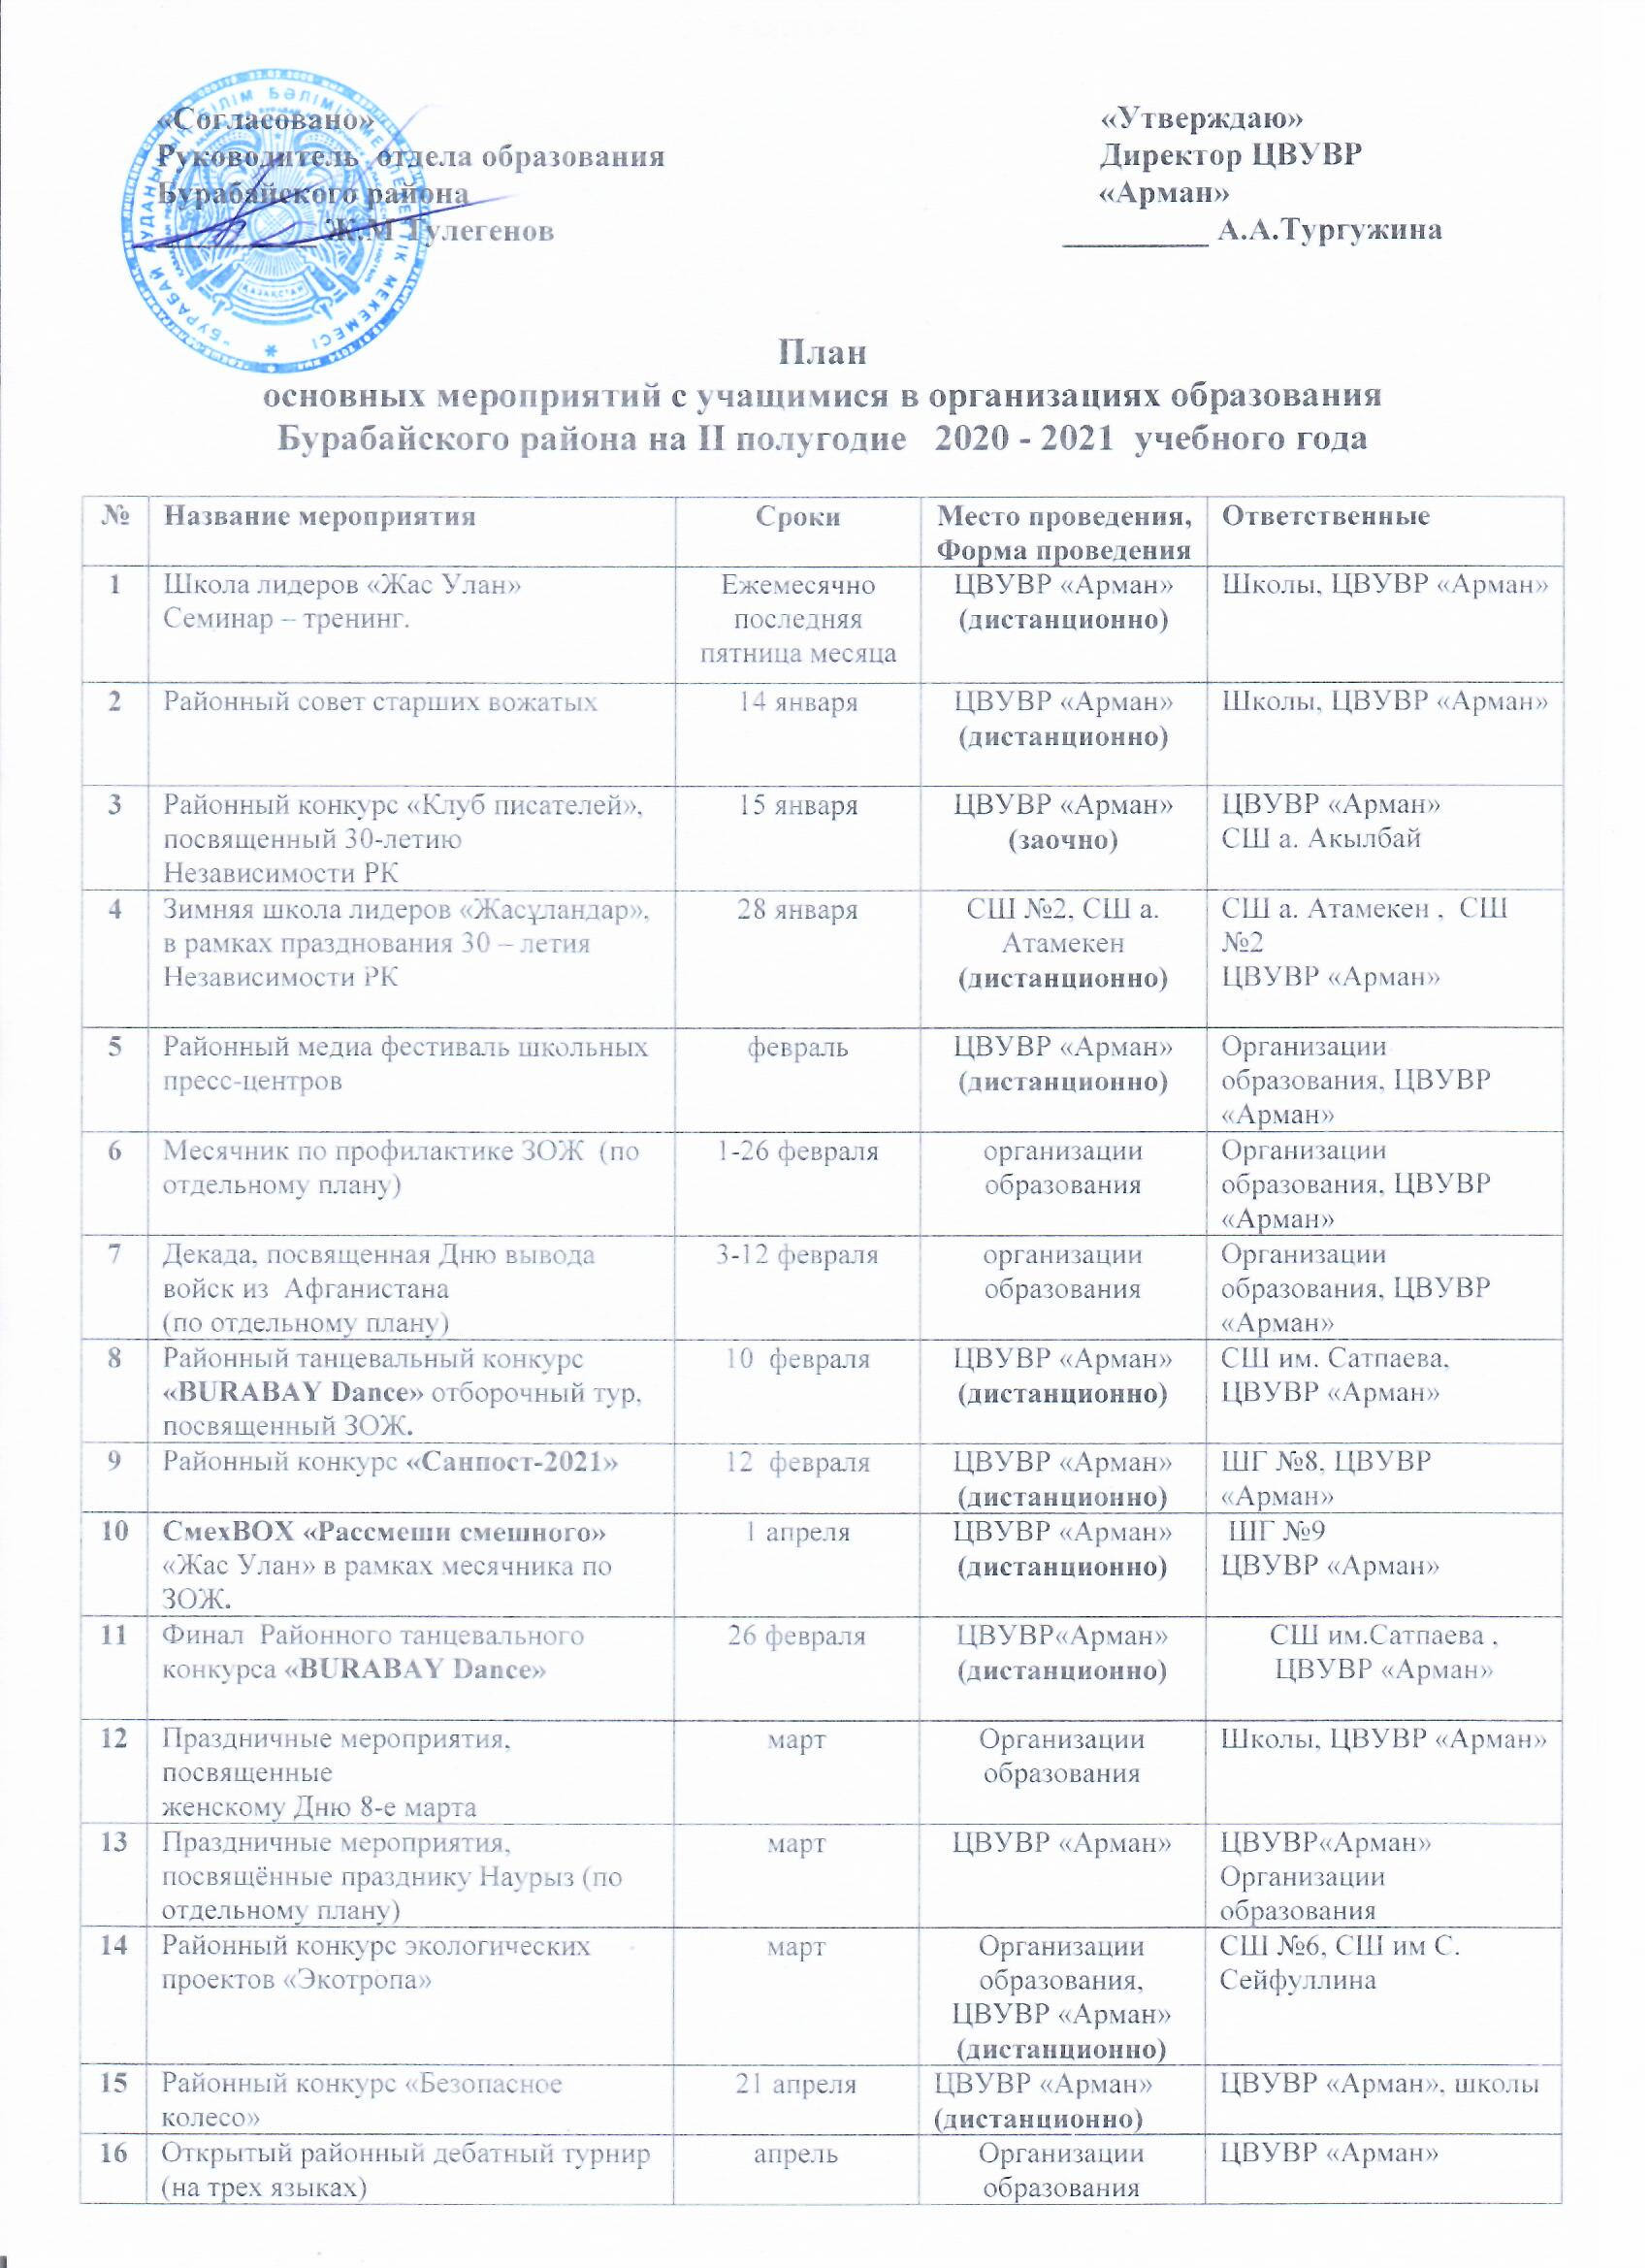 «Согласовано»
Руководитель отдела образования
Бурабайского района
__________ Ж.М Тулегенов
«Утверждаю»
Директор ЦВУВР
«Арман»
_________ А.А.Тургужина
БУРАБАЙ АУДАНЫНЫҢ БІЛІМ БӨЛІМІ МЕМЛЕКЕТТІК МЕКЕМЕСІ
ҚАЗАҚСТАН
План
основных мероприятий с учащимися в организациях образования
Бурабайского района на II полугодие 2020 - 2021 учебного года
№ Название мероприятия Сроки Место проведения, Ответственные
Форма проведения
1 Школа лидеров «Жас Улан» Ежемесячно ЦВУВР «Арман» Школы, ЦВУВР «Арман»
Семинар – тренинг. последняя (дистанционно)
пятница месяца
2 Районный совет старших вожатых 14 января ЦВУВР «Арман» Школы, ЦВУВР «Арман»
(дистанционно)
3 Районный конкурс «Клуб писателей», 15 января ЦВУВР «Арман» ЦВУВР «Арман»
посвященный 30-летию (заочно) СШ а. Акылбай
Независимости РК
4 Зимняя школа лидеров «Жасұландар», 28 января СШ №2, СШ а. СШ а. Атамекен , СШ
в рамках празднования 30 – летия Атамекен №2
Независимости РК (дистанционно) ЦВУВР «Арман»
5 Районный медиа фестиваль школьных февраль ЦВУВР «Арман» Организации
пресс-центров (дистанционно) образования, ЦВУВР
«Арман»
6 Месячник по профилактике ЗОЖ (по 1-26 февраля организации Организации
отдельному плану) образования образования, ЦВУВР
«Арман»
7 Декада, посвященная Дню вывода 3-12 февраля организации Организации
войск из Афганистана образования образования, ЦВУВР
(по отдельному плану) «Арман»
8 Районный танцевальный конкурс 10 февраля ЦВУВР «Арман» СШ им. Сатпаева,
«BURABAY Dance» отборочный тур, (дистанционно) ЦВУВР «Арман»
посвященный ЗОЖ.
9 Районный конкурс «Санпост-2021» 12 февраля ЦВУВР «Арман» ШГ №8, ЦВУВР
(дистанционно) «Арман»
10 СмехBOX «Рассмеши смешного» 1 апреля ЦВУВР «Арман» ШГ №9
«Жас Улан» в рамках месячника по (дистанционно) ЦВУВР «Арман»
ЗОЖ.
11 Финал Районного танцевального 26 февраля ЦВУВР«Арман» СШ им.Сатпаева ,
конкурса «BURABAY Dance» (дистанционно) ЦВУВР «Арман»
12 Праздничные мероприятия, март Организации Школы, ЦВУВР «Арман»
посвященные образования
женскому Дню 8-е марта
13 Праздничные мероприятия, март ЦВУВР «Арман» ЦВУВР«Арман»
посвящённые празднику Наурыз (по Организации
отдельному плану) образования
14 Районный конкурс экологических март Организации СШ №6, СШ им С.
проектов «Экотропа» образования, Сейфуллина
ЦВУВР «Арман»
(дистанционно)
15 Районный конкурс «Безопасное 21 апреля ЦВУВР «Арман» ЦВУВР «Арман», школы
колесо» (дистанционно)
16 Открытый районный дебатный турнир апрель Организации ЦВУВР «Арман»
(на трех языках) образования